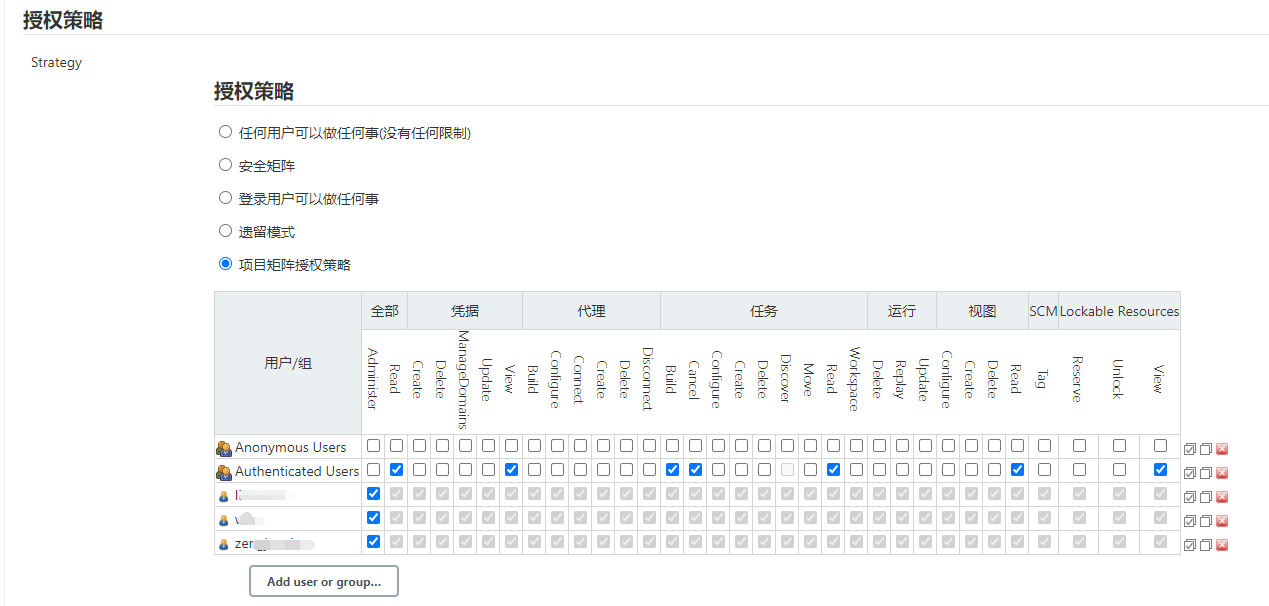 授权策略
Strategy
授权策略
任何用户可以做任何事(没有任何限制)
安全矩阵
登录用户可以做任何事
遗留模式
项目矩阵授权策略
用户/组 全部 凭据 代理 任务 运行 视图 SCM Lockable Resources
Administer Read Create Delete ManageDomains Update View Build Configure Connect Create Delete Disconnect Build Cancel Configure Create Delete Discover Move Read Workspace Delete Replay Update Configure Create Delete Read Tag Reserve Unlock View
Anonymous Users
Authenticated Users
Add user or group...